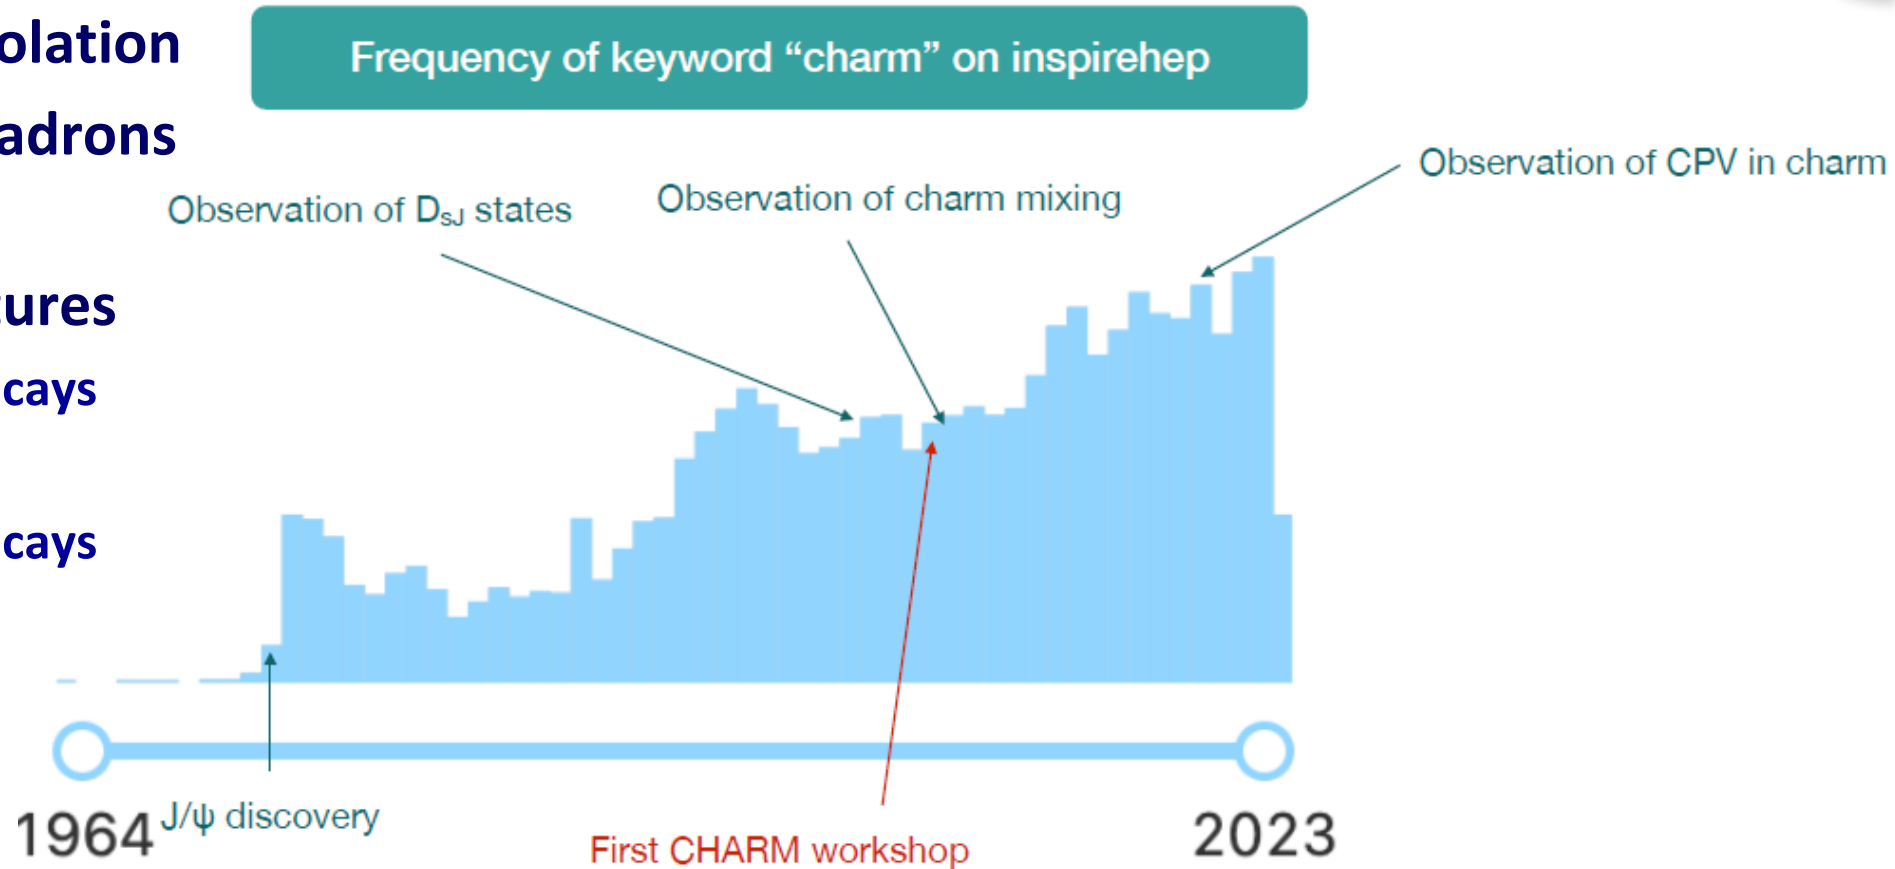 olation
adrons
tures
cays
cays
Frequency of keyword “charm” on inspirehep
Observation of DsJ states
Observation of charm mixing
Observation of CPV in charm
J/ψ discovery
First CHARM workshop
1964
2023